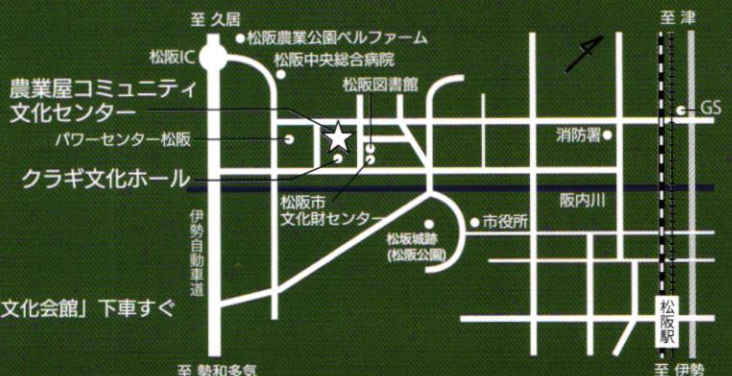 至 久居
至 津
松阪農業公園ベルファーム
松阪IC
松阪中央総合病院
農業屋コミュニティ
文化センター
松阪図書館
GS
パワーセンター松阪
消防署
クラギ文化ホール
松阪市
文化財センター
阪内川
伊勢自動車道
市役所
松坂城跡
(松阪公園)
文化会館」下車すぐ
松阪駅
至 勢和多気
至 伊勢